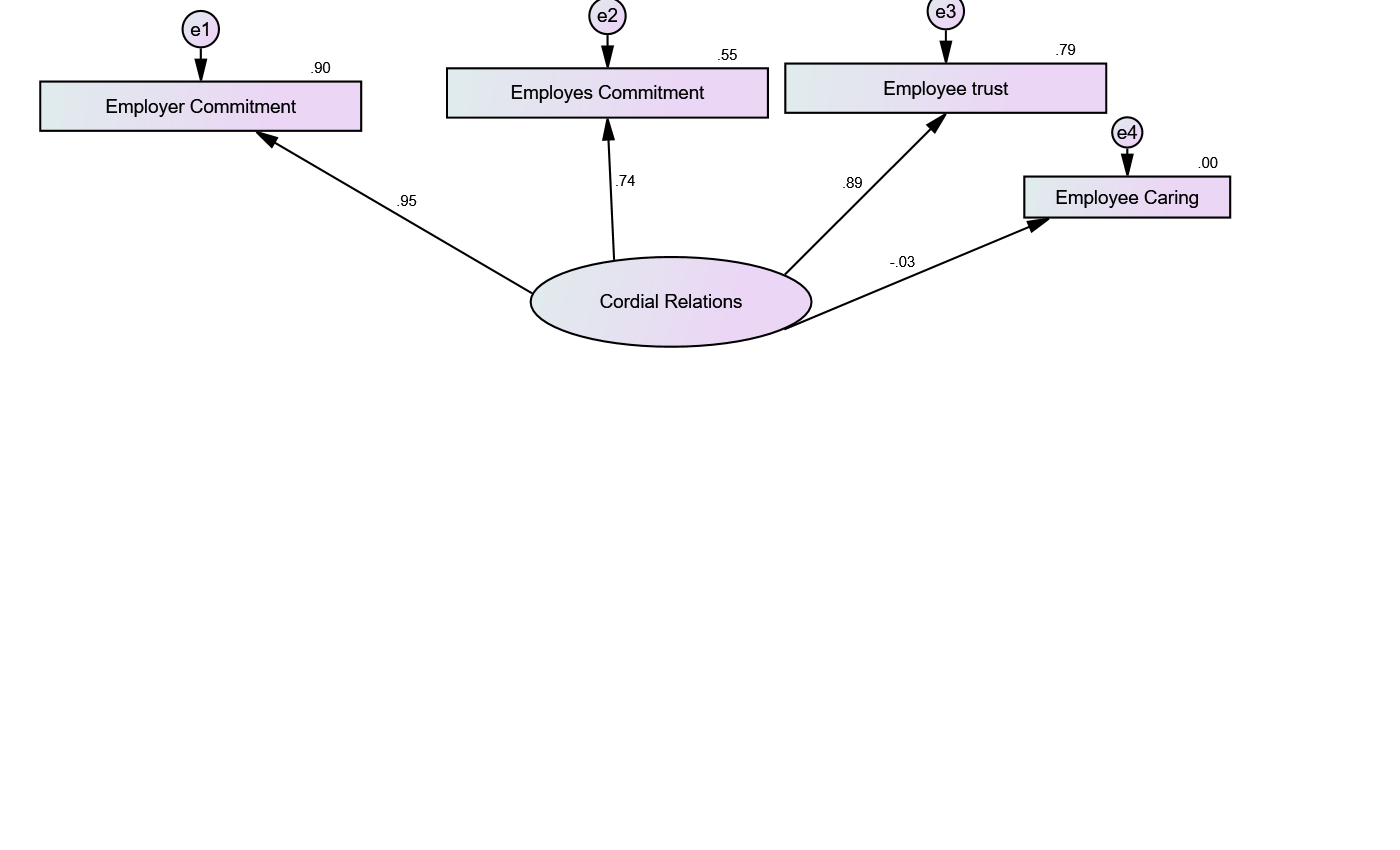 e1
e2
e3
.90
.55
.79
Employer Commitment
Employes Commitment
Employee trust
e4
.00
Employee Caring
.95
.74
.89
-.03
Cordial Relations